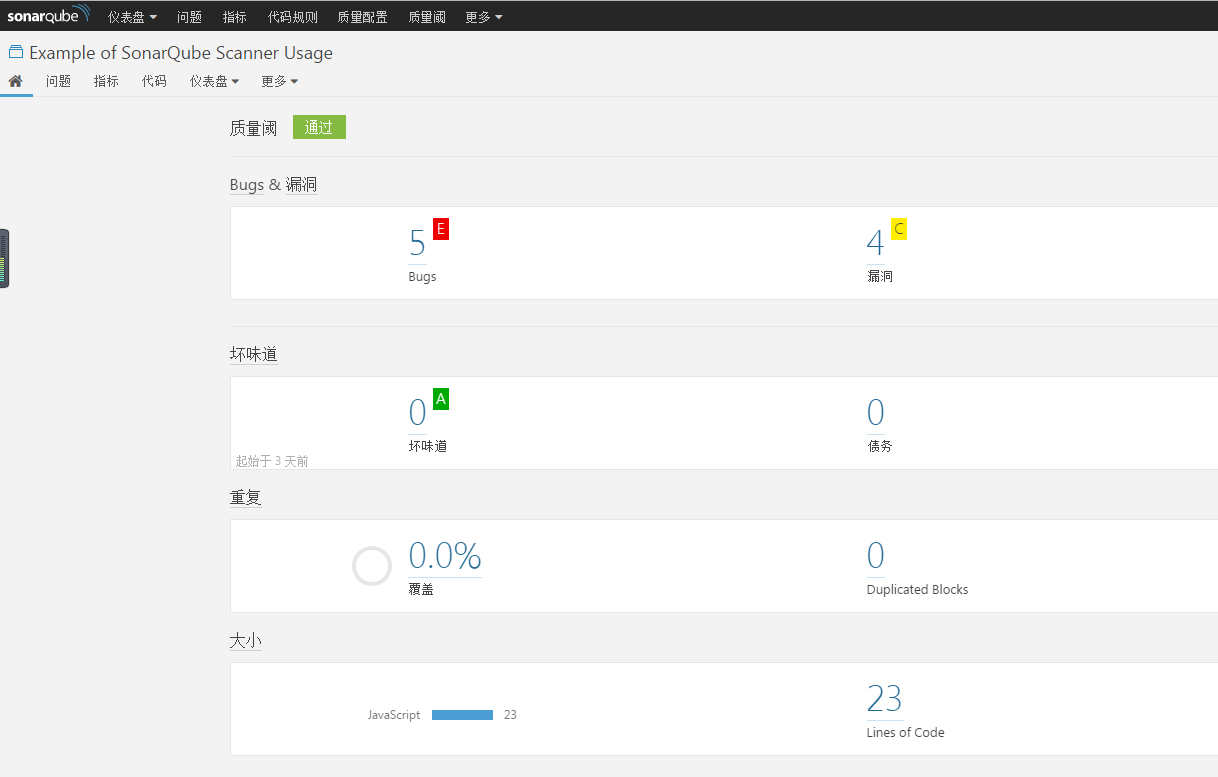 sonarqube 仪表盘 问题 指标 代码规则 质量配置 质量阈 更多
Example of SonarQube Scanner Usage
问题 指标 代码 仪表盘 更多
质量阈 通过
Bugs & 漏洞
5 E 4 C
Bugs 漏洞
坏味道
0 A 0
坏味道 债务
起始于 3 天前
重复
0.0% 0
覆盖 Duplicated Blocks
大小
23
JavaScript 23
Lines of Code